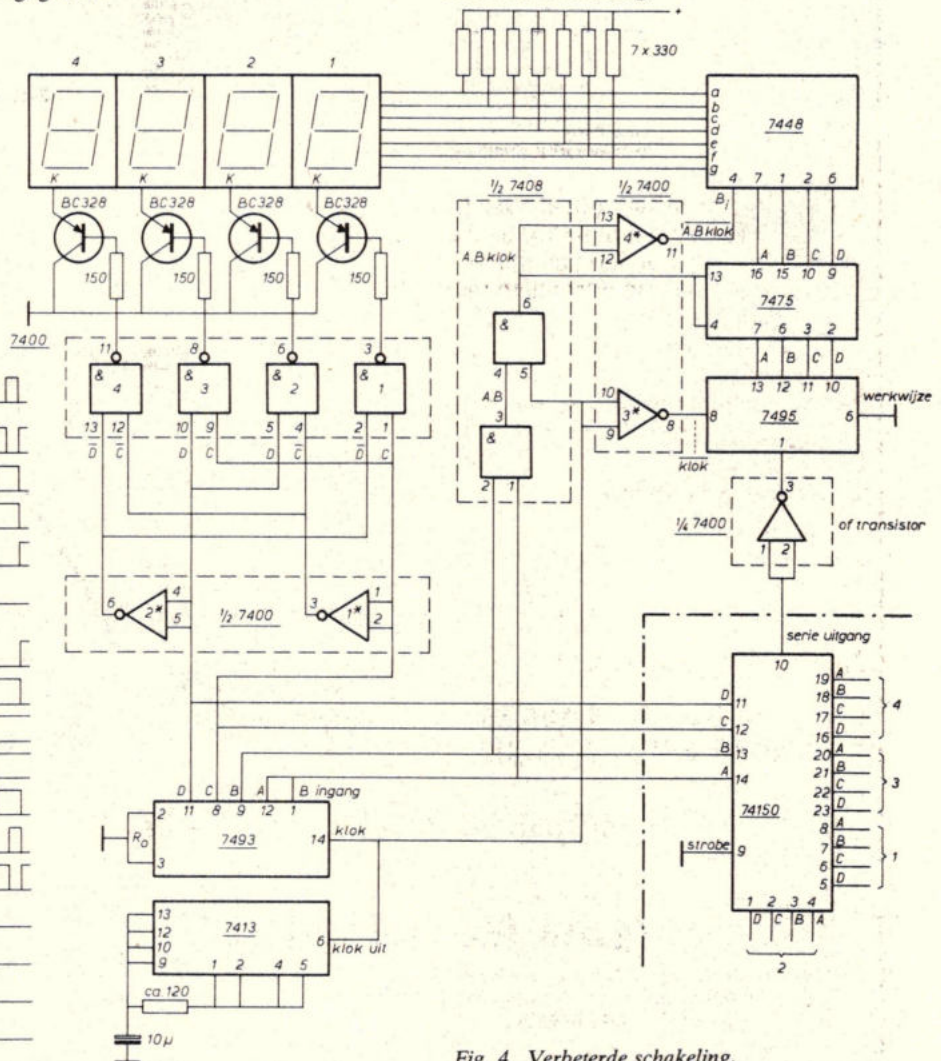 +
7 x 330
4 3 2 1
a
b
c
d
e
f
g
7448
K K K K
4 7 1 2 6
Bi
BC328 BC328 BC328 BC328
½ 7408
½ 7400
13
4*
12
11
A.B klok
A.B klok
A B C D
16 15 10 9
13
7475
4
7 6 3 2
150 150 150 150
6
&
4 5
A.B
A B C D
13 12 11 10
7400
11 8 6 3
& 4
& 3
& 2
& 1
13 12 10 9 5 4 2 1
D C D C D C D C
3
&
2 1
10
3*
9
8
klok
8
7495
6
werkwijze
1
3
¼ 7400
1 2
of transistor
6
2*
4
5
½ 7400
3
1*
1
2
serie uitgang
10
D 11
C 12
B 13
A 14
74150
strobe
9
19 A
18 B
17 C
16 D
4
20 A
21 B
22 C
23 D
3
8 A
7 B
6 C
5 D
1
1 2 3 4
D C B A
2
D C B A B ingang
11 8 9 12 1
2
Ro
3
7493
14
klok
13
12
10
9
7413
6
klok uit
1 2 4 5
ca.120
10µ
Fig. 4. Verbeterde schakeling.